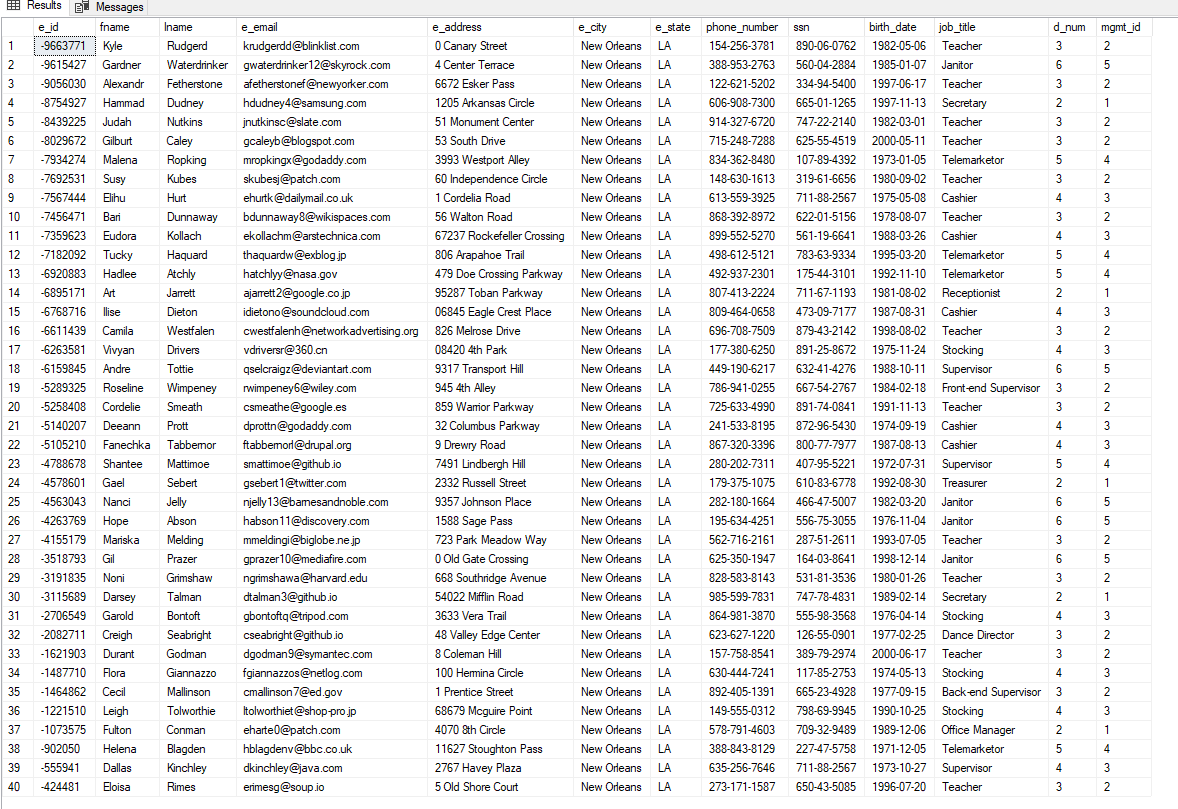 Results Messages
e_id fname lname e_email e_address e_city e_state phone_number ssn birth_date job_title d_num mgmt_id
1 -9663771 Kyle Rudgerd krudgerdd@blinklist.com 0 Canary Street New Orleans LA 154-256-3781 890-06-0762 1982-05-06 Teacher 3 2
2 -9615427 Gardner Waterdrinker gwaterdrinker12@skyrock.com 4 Center Terrace New Orleans LA 388-953-2763 560-04-2884 1985-01-07 Janitor 6 5
3 -9056030 Alexandr Fetherstone afetherstonef@newyorker.com 6672 Esker Pass New Orleans LA 122-621-5202 334-94-5400 1997-06-17 Teacher 3 2
4 -8754927 Hammad Dudney hdudney4@samsung.com 1205 Arkansas Circle New Orleans LA 606-908-7300 665-01-1265 1997-11-13 Secretary 2 1
5 -8439225 Judah Nutkins jnutkinsc@slate.com 51 Monument Center New Orleans LA 914-327-6720 747-22-2140 1982-03-01 Teacher 3 2
6 -8029672 Gilburt Caley gcaleyb@blogspot.com 53 South Drive New Orleans LA 715-248-7288 625-55-4519 2000-05-11 Teacher 3 2
7 -7934274 Malena Ropking mropkingx@godaddy.com 3993 Westport Alley New Orleans LA 834-362-8480 107-89-4392 1973-01-05 Telemarketor 5 4
8 -7692531 Susy Kubes skubesj@patch.com 60 Independence Circle New Orleans LA 148-630-1613 319-61-6656 1980-09-02 Teacher 3 2
9 -7567444 Elihu Hurt ehurtk@dailymail.co.uk 1 Cordelia Road New Orleans LA 613-559-3925 711-88-2567 1975-05-08 Cashier 4 3
10 -7456471 Bari Dunnaway bdunnaway8@wikispaces.com 56 Walton Road New Orleans LA 868-392-8972 622-01-5156 1978-08-07 Teacher 3 2
11 -7359623 Eudora Kollach ekollachm@arstechnica.com 67237 Rockefeller Crossing New Orleans LA 899-552-5270 561-19-6641 1988-03-26 Cashier 4 3
12 -7182092 Tucky Haquard thaquardw@exblog.jp 806 Arapahoe Trail New Orleans LA 498-612-5121 783-63-9334 1995-03-20 Telemarketor 5 4
13 -6920883 Hadlee Atchly hatchlyy@nasa.gov 479 Doe Crossing Parkway New Orleans LA 492-937-2301 175-44-3101 1992-11-10 Telemarketor 5 4
14 -6895171 Art Jarrett ajarrett2@google.co.jp 95287 Toban Parkway New Orleans LA 807-413-2224 711-67-1193 1981-08-02 Receptionist 2 1
15 -6768716 Ilise Dieton idietono@soundcloud.com 06845 Eagle Crest Place New Orleans LA 809-464-0658 473-09-7177 1987-08-31 Cashier 4 3
16 -6611439 Camila Westfalen cwestfalenh@networkadvertising.org 826 Melrose Drive New Orleans LA 696-708-7509 879-43-2142 1998-08-02 Teacher 3 2
17 -6263581 Vivyan Drivers vdriversr@360.cn 08420 4th Park New Orleans LA 177-380-6250 891-25-8672 1975-11-24 Stocking 4 3
18 -6159845 Andre Tottie qselcraigz@deviantart.com 9317 Transport Hill New Orleans LA 449-190-6217 632-41-4276 1988-10-11 Supervisor 6 5
19 -5289325 Roseline Wimpeney rwimpeney6@wiley.com 945 4th Alley New Orleans LA 786-941-0255 667-54-2767 1984-02-18 Front-end Supervisor 3 2
20 -5258408 Cordelie Smeath csmeathe@google.es 859 Warrior Parkway New Orleans LA 725-633-4990 891-74-0841 1991-11-13 Teacher 3 2
21 -5140207 Deeann Prott dprottn@godaddy.com 32 Columbus Parkway New Orleans LA 241-533-8195 872-96-5430 1974-09-19 Cashier 4 3
22 -5105210 Fanechka Tabbernor ftabbernorl@drupal.org 9 Drewry Road New Orleans LA 867-320-3396 800-77-7977 1987-08-13 Cashier 4 3
23 -4788678 Shantee Mattimoe smattimoe@github.io 7491 Lindbergh Hill New Orleans LA 280-202-7311 407-95-5221 1972-07-31 Supervisor 5 4
24 -4578601 Gael Sebert gsebert1@twitter.com 2332 Russell Street New Orleans LA 179-375-1075 610-83-6778 1992-08-30 Treasurer 2 1
25 -4563043 Nanci Jelly njelly13@barnesandnoble.com 9357 Johnson Place New Orleans LA 282-180-1664 466-47-5007 1982-03-20 Janitor 6 5
26 -4263769 Hope Abson habson11@discovery.com 1588 Sage Pass New Orleans LA 195-634-4251 556-75-3055 1976-11-04 Janitor 6 5
27 -4155179 Mariska Melding mmeldingi@biglobe.ne.jp 723 Park Meadow Way New Orleans LA 562-716-2161 287-51-2611 1993-07-05 Teacher 3 2
28 -3518793 Gil Prazer gprazer10@mediafire.com 0 Old Gate Crossing New Orleans LA 625-350-1947 164-03-8641 1998-12-14 Janitor 6 5
29 -3191835 Noni Grimshaw ngrimshawa@harvard.edu 668 Southridge Avenue New Orleans LA 828-583-8143 531-81-3536 1980-01-26 Teacher 3 2
30 -3115689 Darsey Talman dtalman3@github.io 54022 Mifflin Road New Orleans LA 985-599-7831 747-78-4831 1989-02-14 Secretary 2 1
31 -2706549 Garold Bontoft gbontoftq@tripod.com 3633 Vera Trail New Orleans LA 864-981-3870 555-98-3568 1976-04-14 Stocking 4 3
32 -2082711 Creigh Seabright cseabright@github.io 48 Valley Edge Center New Orleans LA 623-627-1220 126-55-0901 1977-02-25 Dance Director 3 2
33 -1621903 Durant Godman dgodman9@symantec.com 8 Coleman Hill New Orleans LA 157-758-8541 389-79-2974 2000-06-17 Teacher 3 2
34 -1487710 Flora Giannazzo fgiannazzos@netlog.com 100 Hermina Circle New Orleans LA 630-444-7241 117-85-2753 1974-05-13 Stocking 4 3
35 -1464862 Cecil Mallinson cmallinson7@ed.gov 1 Prentice Street New Orleans LA 892-405-1391 665-23-4928 1977-09-15 Back-end Supervisor 3 2
36 -1221510 Leigh Tolworthie ltolworthiet@shop-pro.jp 68679 Mcguire Point New Orleans LA 149-555-0312 798-69-9945 1990-10-25 Stocking 4 3
37 -1073575 Fulton Conman eharte0@patch.com 4070 8th Circle New Orleans LA 578-791-4603 709-32-9489 1989-12-06 Office Manager 2 1
38 -902050 Helena Blagden hblagdenv@bbc.co.uk 11627 Stoughton Pass New Orleans LA 388-843-8129 227-47-5758 1971-12-05 Telemarketor 5 4
39 -555941 Dallas Kinchley dkinchley@java.com 2767 Havey Plaza New Orleans LA 635-256-7646 711-88-2567 1973-10-27 Supervisor 4 3
40 -424481 Eloisa Rimes erimesg@soup.io 5 Old Shore Court New Orleans LA 273-171-1587 650-43-5085 1996-07-20 Teacher 3 2